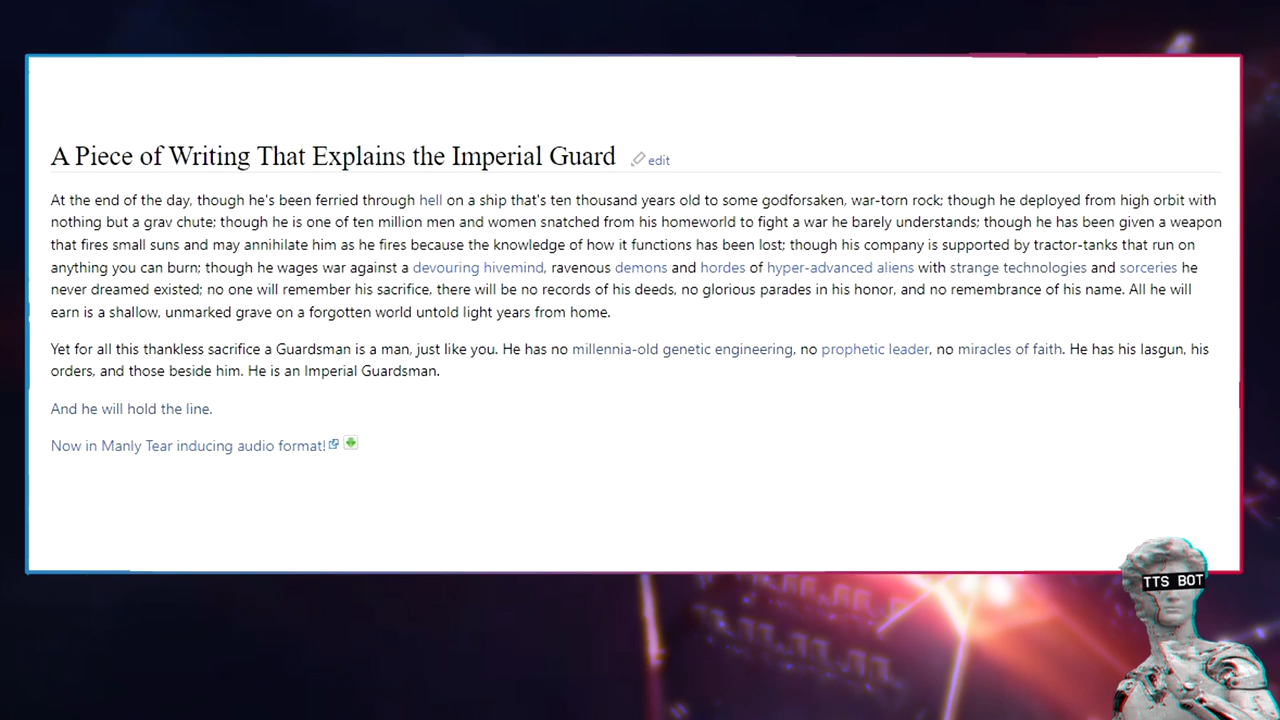 A Piece of Writing That Explains the Imperial Guard edit
At the end of the day, though he's been ferried through hell on a ship that's ten thousand years old to some godforsaken, war-torn rock; though he deployed from high orbit with
nothing but a grav chute; though he is one of ten million men and women snatched from his homeworld to fight a war he barely understands; though he has been given a weapon
that fires small suns and may annihilate him as he fires because the knowledge of how it functions has been lost; though his company is supported by tractor-tanks that run on
anything you can burn; though he wages war against a devouring hivemind, ravenous demons and hordes of hyper-advanced aliens with strange technologies and sorceries he
never dreamed existed; no one will remember his sacrifice, there will be no records of his deeds, no glorious parades in his honor, and no remembrance of his name. All he will
earn is a shallow, unmarked grave on a forgotten world untold light years from home.
Yet for all this thankless sacrifice a Guardsman is a man, just like you. He has no millennia-old genetic engineering, no prophetic leader, no miracles of faith. He has his lasgun, his
orders, and those beside him. He is an Imperial Guardsman.
And he will hold the line.
Now in Manly Tear inducing audio format!
TTS BOT